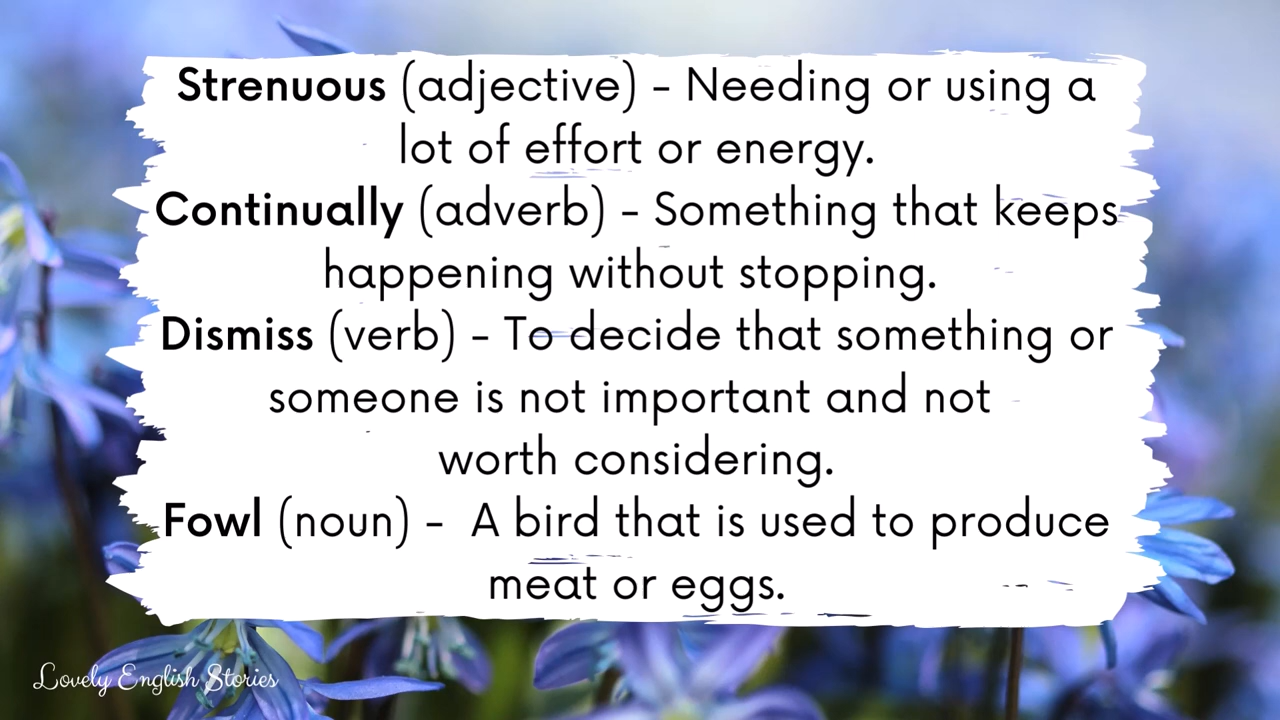 Strenuous (adjective) - Needing or using a
lot of effort or energy.
Continually (adverb) - Something that keeps
happening without stopping.
Dismiss (verb) - To decide that something or
someone is not important and not
worth considering.
Fowl (noun) -  A bird that is used to produce
meat or eggs.
Lovely English Stories